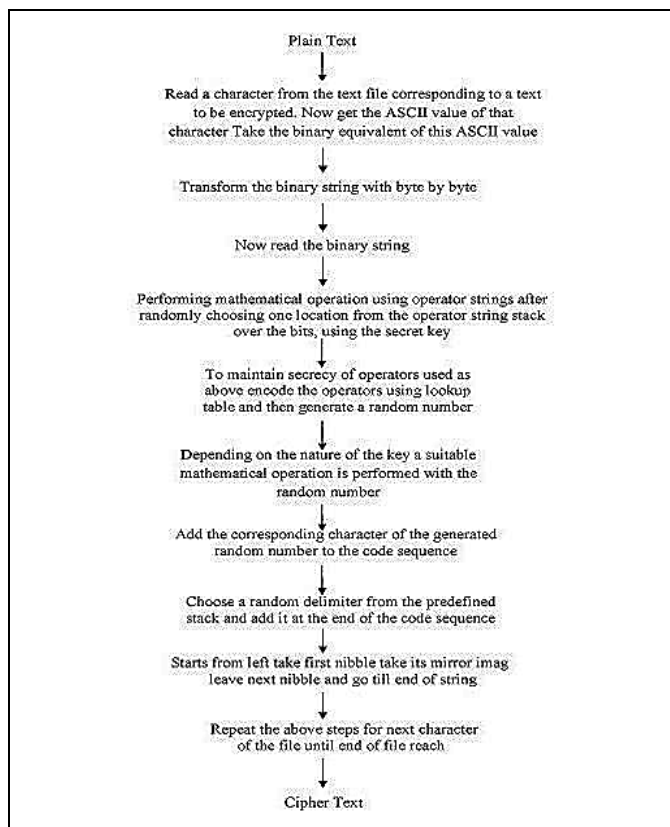 Plain Text
Read a character from the text file corresponding to a text
to be encrypted. Now get the ASCII value of that
character Take the binary equivalent of this ASCII value
Transform the binary string with byte by byte
Now read the binary string
Performing mathematical operation using operator strings after
randomly choosing one location from the operator string stack
over the bits, using the secret key
To maintain secrecy of operators used as
above encode the operators using lookup
table and then generate a random number
Depending on the nature of the key a suitable
mathematical operation is performed with the
random number
Add the corresponding character of the generated
random number to the code sequence
Choose a random delimiter from the predefined
stack and add it at the end of the code sequence
Starts from left take first nibble take its mirror imag
leave next nibble and go till end of string
Repeat the above steps for next character
of the file until end of file reach
Cipher Text